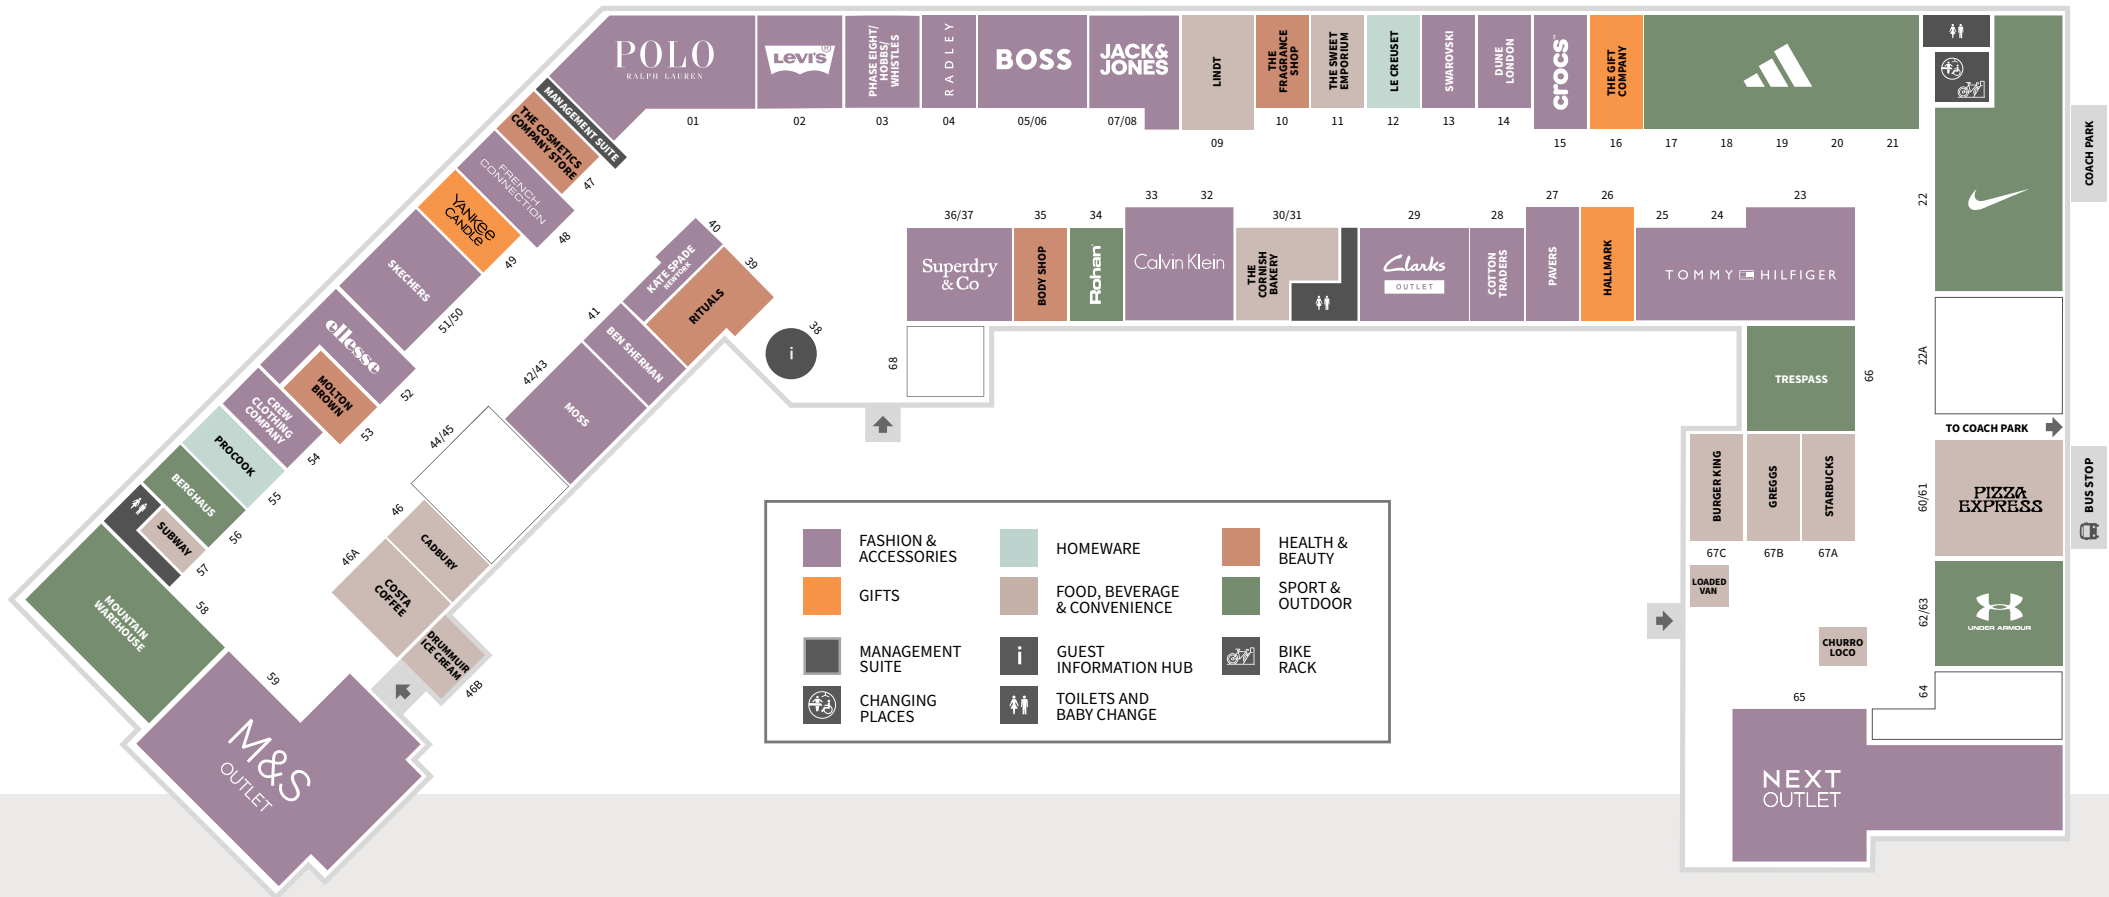 POLO
RALPH LAUREN
Levi's®
PHASE EIGHT/
HOBBS/
WHISTLES
RADLEY
BOSS
JACK&
JONES
LINDT
THE
FRAGRANCE
SHOP
THE SWEET
EMPORIUM
LE CREUSET
SWAROVSKI
DUNE
LONDON
crocs™
THE GIFT
COMPANY
01
02
03
04
05/06
07/08
09
10
11
12
13
14
15
16
17
18
19
20
21
22
COACH PARK
MANAGEMENT SUITE
THE COSMETICS
COMPANY STORE
47
FRENCH
CONNECTION
48
YANKEE
CANDLE
49
SKECHERS
51/50
ellesse
52
MOLTON
BROWN
53
CREW
CLOTHING
COMPANY
54
PROCOOK
55
BERGHAUS
56
SUBWAY
57
MOUNTAIN
WAREHOUSE
58
M&S
OUTLET
59
40
KATE SPADE
NEW YORK
39
RITUALS
41
BEN SHERMAN
42/43
MOSS
44/45
46
CADBURY
46A
COSTA
COFFEE
DRUMMUIR
ICE CREAM
46B
i
38
36/37
35
34
33
32
30/31
29
28
27
26
25
24
23
Superdry
& Co
BODY SHOP
Rohan
Calvin Klein
THE
CORNISH
BAKERY
Clarks
OUTLET
COTTON
TRADERS
PAVERS
HALLMARK
TOMMY HILFIGER
68
TRESPASS
66
22A
TO COACH PARK
BURGER KING
GREGGS
STARBUCKS
67C
67B
67A
PIZZA
EXPRESS
60/61
BUS STOP
LOADED
VAN
CHURRO
LOCO
UNDER ARMOUR
62/63
64
65
NEXT
OUTLET
FASHION &
ACCESSORIES
HOMEWARE
HEALTH &
BEAUTY
GIFTS
FOOD, BEVERAGE
& CONVENIENCE
SPORT &
OUTDOOR
MANAGEMENT
SUITE
i
GUEST
INFORMATION HUB
BIKE
RACK
CHANGING
PLACES
TOILETS AND
BABY CHANGE